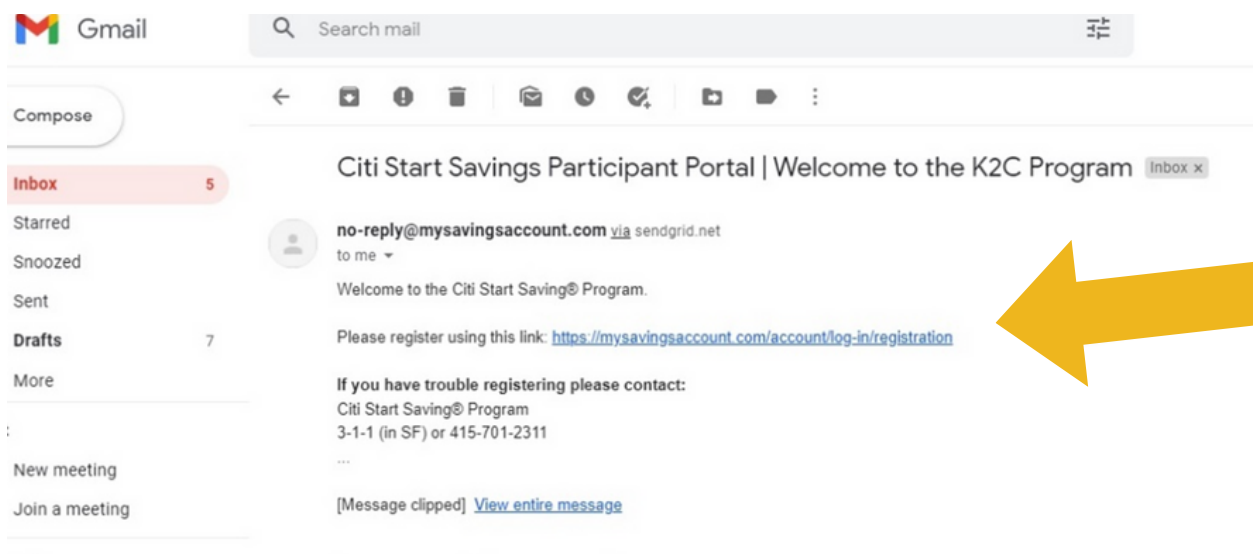 Gmail
Search mail
Compose
Inbox 5
Starred
Snoozed
Sent
Drafts 7
More
New meeting
Join a meeting
Citi Start Savings Participant Portal | Welcome to the K2C Program Inbox x
no-reply@mysavingsaccount.com via sendgrid.net
to me
Welcome to the Citi Start Saving® Program.
Please register using this link: https://mysavingsaccount.com/account/log-in/registration
If you have trouble registering please contact:
Citi Start Saving® Program
3-1-1 (in SF) or 415-701-2311
...
[Message clipped] View entire message